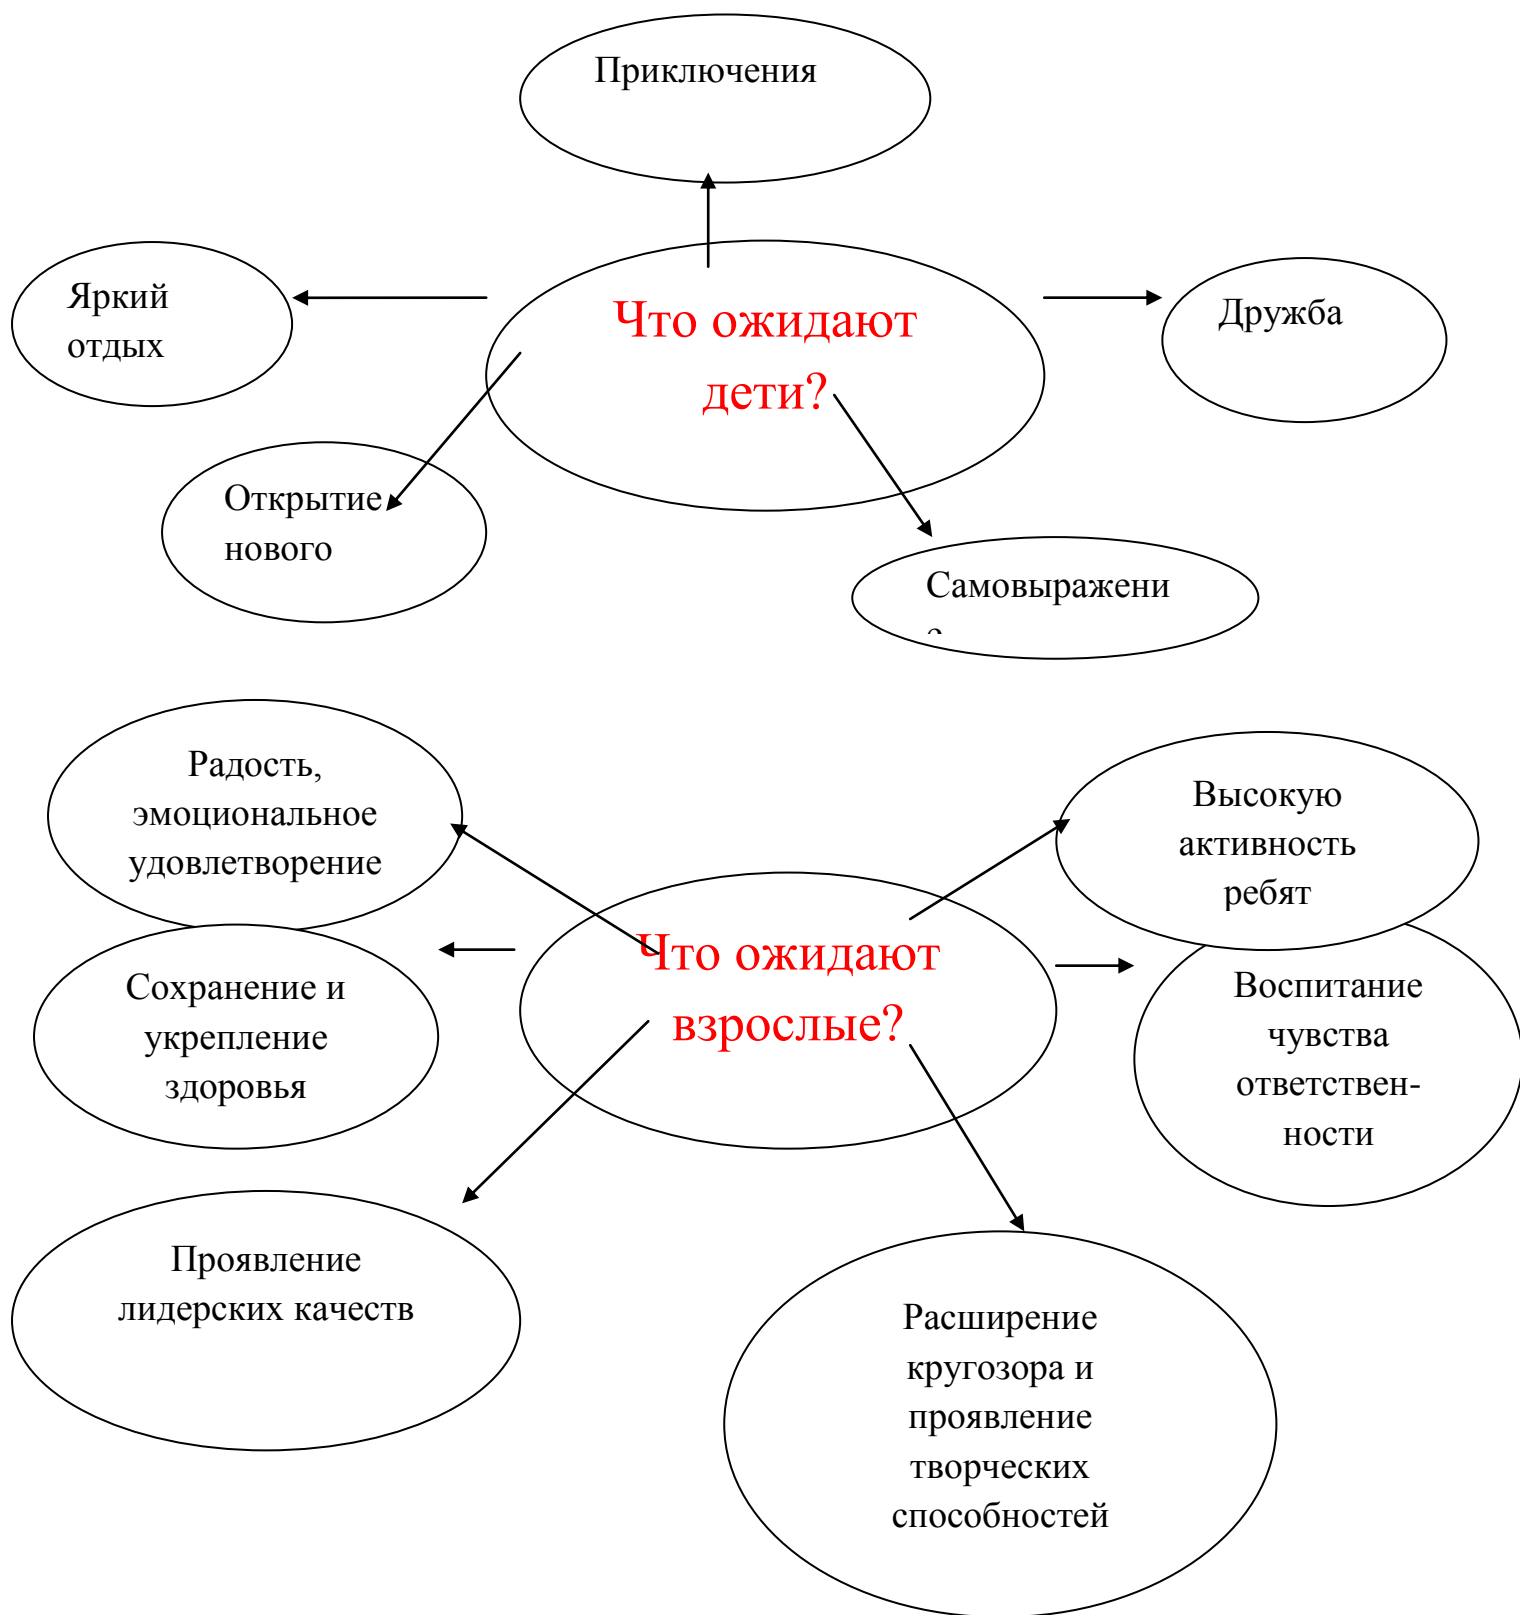 Приключения
Яркий
отдых
Что ожидают
дети?
Дружба
Открытие
нового
Самовыражени
е
Радость,
эмоциональное
удовлетворение
Высокую
активность
ребят
Что ожидают
взрослые?
Сохранение и
укрепление
здоровья
Воспитание
чувства
ответствен-
ности
Проявление
лидерских качеств
Расширение
кругозора и
проявление
творческих
способностей